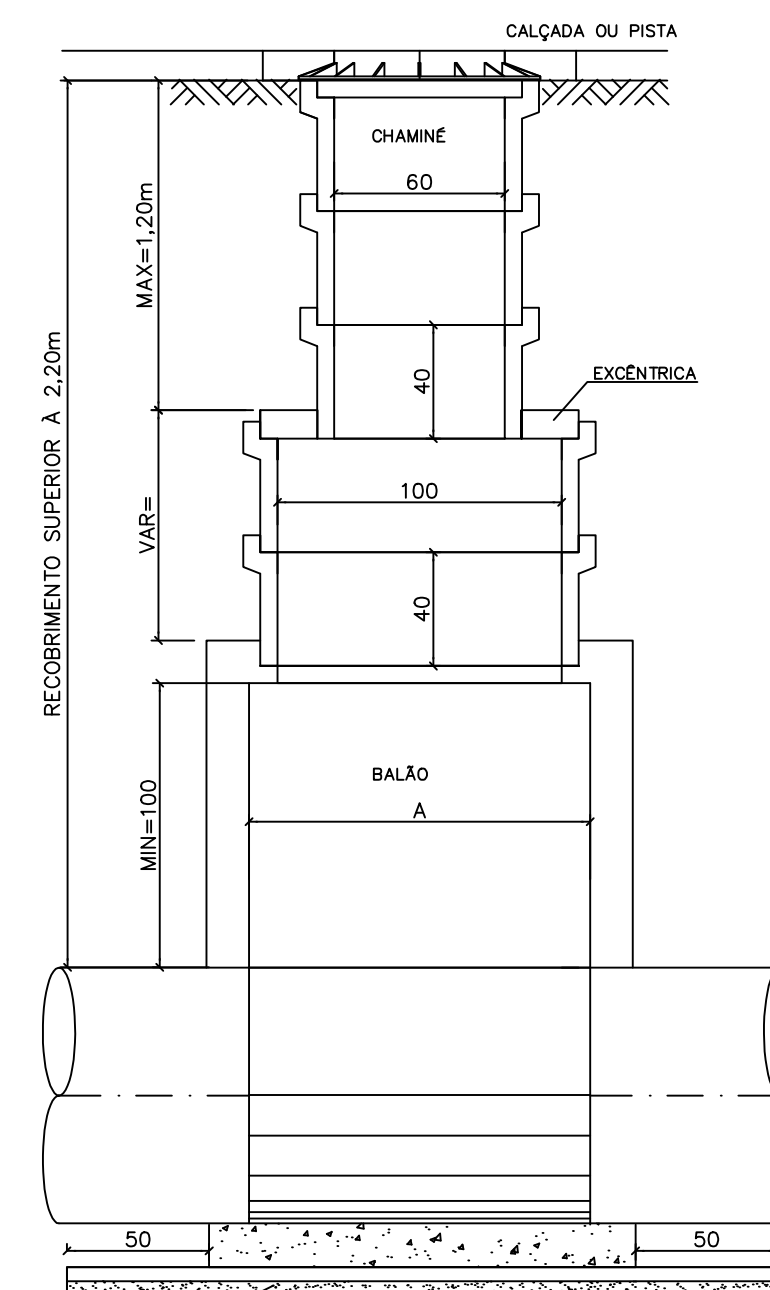 CALÇADA OU PISTA
CHAMINÉ
60
MAX=1,20m
RECOBRIMENTO SUPERIOR À 2,20m
40
EXCÊNTRICA
100
VAR=
40
BALÃO
A
MIN=100
50
50